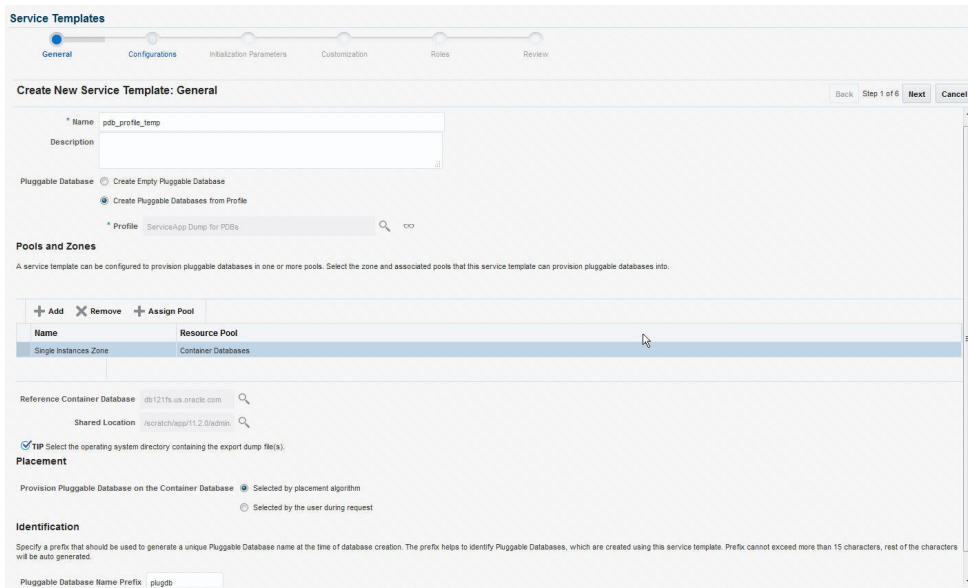 Service Templates
General Configurations Initialization Parameters Customization Roles Review
Create New Service Template: General
Back Step 1 of 6 Next Cancel
* Name pdb_profile_temp
Description
Pluggable Database Create Empty Pluggable Database
Create Pluggable Databases from Profile
* Profile ServiceApp Dump for PDBs
Pools and Zones
A service template can be configured to provision pluggable databases in one or more pools. Select the zone and associated pools that this service template can provision pluggable databases into.
Add Remove Assign Pool
Name Resource Pool
Single Instances Zone Container Databases
Reference Container Database db121fs.us.oracle.com
Shared Location /scratch/app/11.2.0/admin.
TIP Select the operating system directory containing the export dump file(s).
Placement
Provision Pluggable Database on the Container Database Selected by placement algorithm
Selected by the user during request
Identification
Specify a prefix that should be used to generate a unique Pluggable Database name at the time of database creation. The prefix helps to identify Pluggable Databases, which are created using this service template. Prefix cannot exceed more than 15 characters, rest of the characters
will be auto generated.
Pluggable Database Name Prefix plugdb